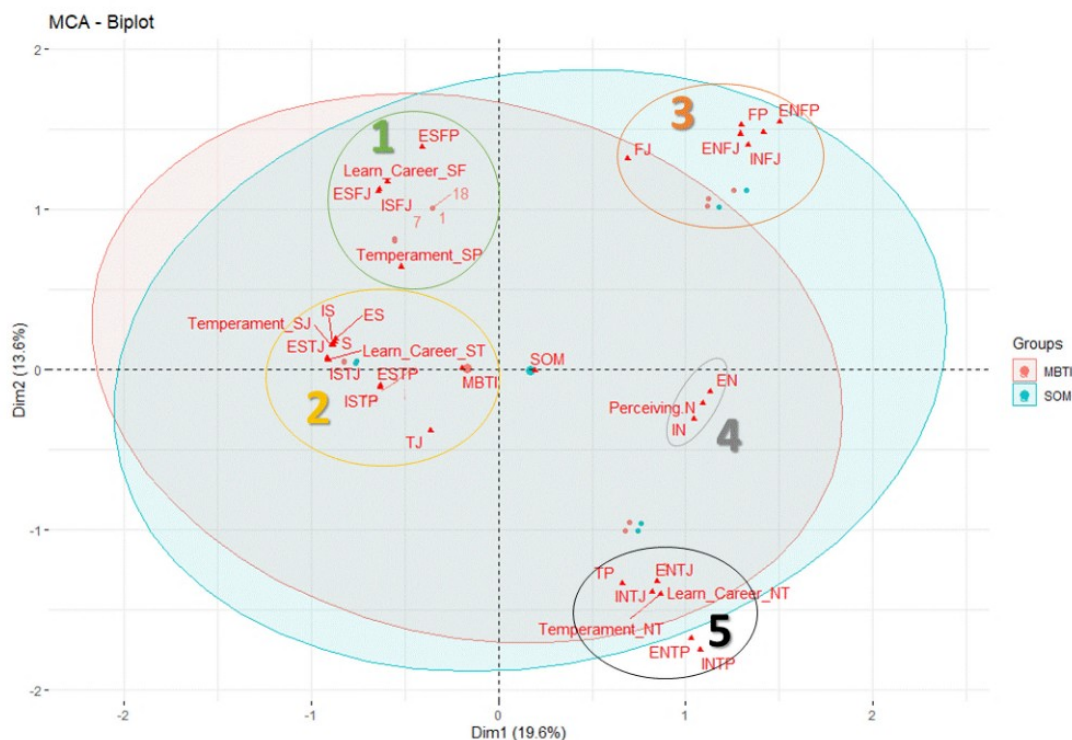 MCA - Biplot
2
3
FP
ENFP
1
ESFP
ENFJ
INFJ
FJ
Learn_Career_SF
ESFJ
ISFJ
18
7
1
1
Temperament_SP
Temperament_SJ
IS
ES
S
ESTJ
Learn_Career_ST
ISTJ
ESTP
ISTP
MBTI
SOM
2
TJ
0
EN
Perceiving.N
IN
4
-1
TP
ENTJ
INTJ
Learn_Career_NT
Temperament_NT
5
ENTP
INTP
-2
Dim2 (13.6%)
-2
-1
0
1
2
Dim1 (19.6%)
Groups
MBTI
SOM